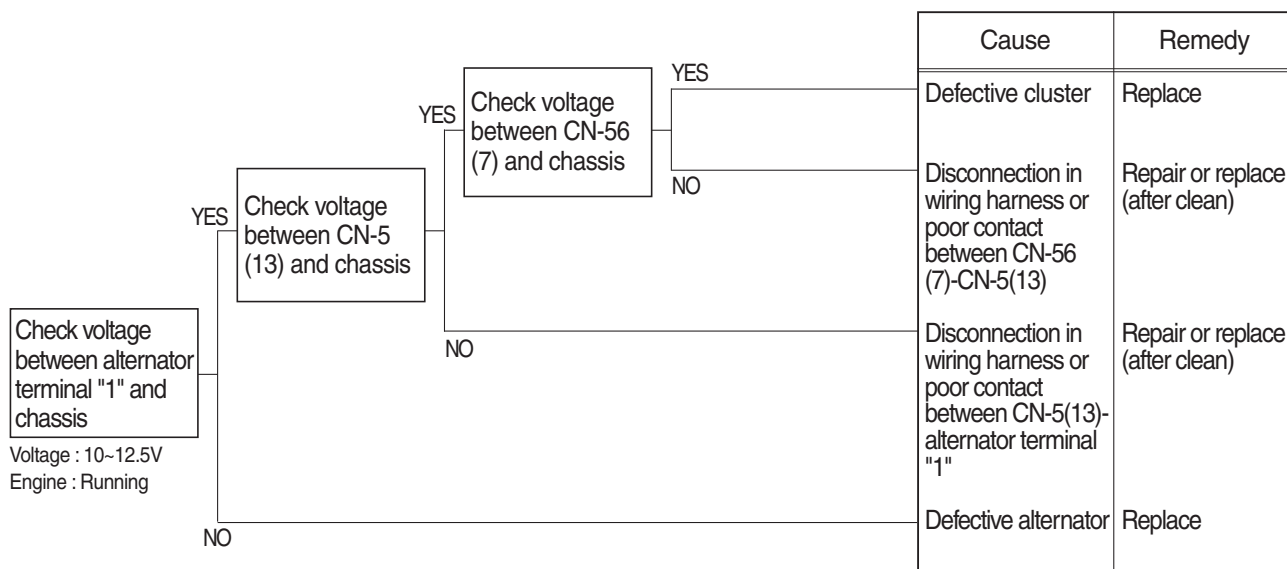 Cause
Remedy
YES
Check voltage
between CN-56
(7) and chassis
YES
Defective cluster
Replace
NO
Disconnection in
wiring harness or
poor contact
between CN-56
(7)-CN-5(13)
Repair or replace
(after clean)
YES
Check voltage
between CN-5
(13) and chassis
NO
Disconnection in
wiring harness or
poor contact
between CN-5(13)-
alternator terminal
"1"
Repair or replace
(after clean)
Check voltage
between alternator
terminal "1" and
chassis
Voltage : 10~12.5V
Engine : Running
NO
Defective alternator
Replace